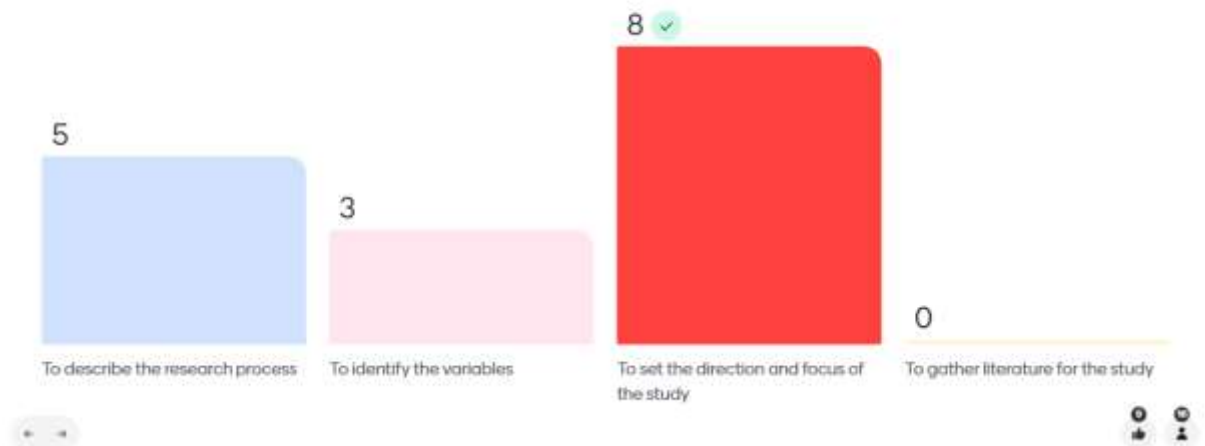 8
5
3
0
To describe the research process
To identify the variables
To set the direction and focus of
the study
To gather literature for the study